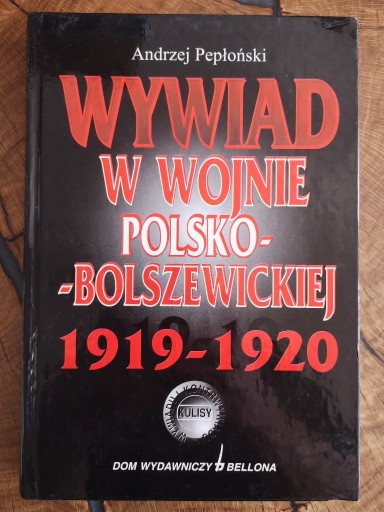 Andrzej Pepłoński
WYWIAD
W WOJNIE
POLSKO-
-BOLSZEWICKIEJ
1919-1920
KULISY
DOM WYDAWNICZY BELLONA